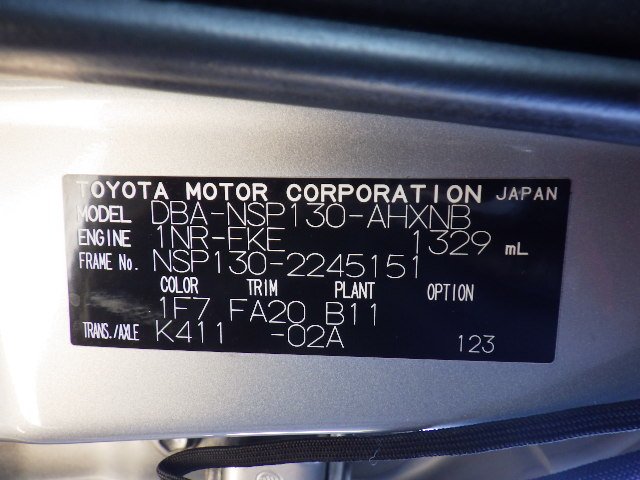 TOYOTA MOTOR CORPORATION JAPAN
MODEL DBA-NSP130-AHXNB
ENGINE 1NR-FKE 1329 mL
FRAME No. NSP130-2245151
COLOR TRIM PLANT OPTION
1F7 FA20 B11
TRANS./AXLE K411 -02A 123